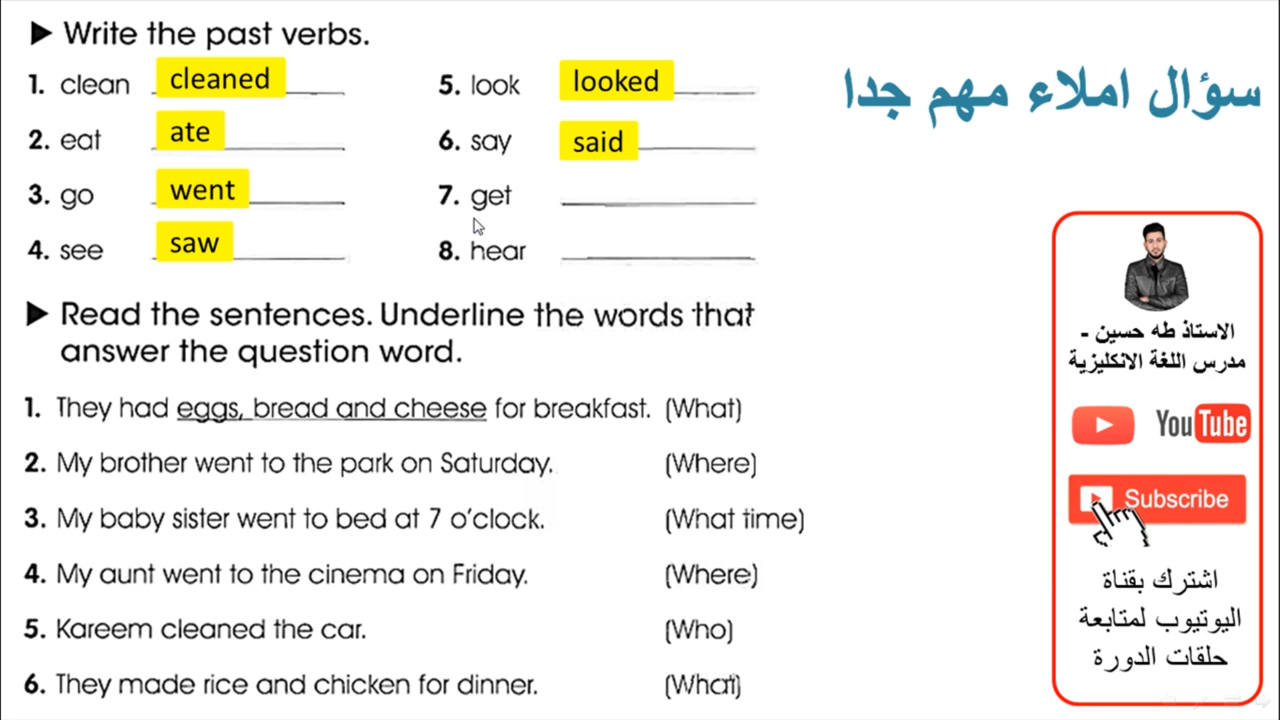 ▶ Write the past verbs.
1. clean cleaned
2. eat ate
3. go went
4. see saw
5. look looked
6. say said
7. get
8. hear
سؤال املاء مهم جدا
▶ Read the sentences. Underline the words that
answer the question word.
1. They had eggs, bread and cheese for breakfast. (What)
2. My brother went to the park on Saturday. (Where)
3. My baby sister went to bed at 7 o'clock. (What time)
4. My aunt went to the cinema on Friday. (Where)
5. Kareem cleaned the car. (Who)
6. They made rice and chicken for dinner. (What)
الاستاذ طه حسين -
مدرس اللغة الانكليزية
YouTube
Subscribe
اشترك بقناة
اليوتيوب لمتابعة
حلقات الدورة